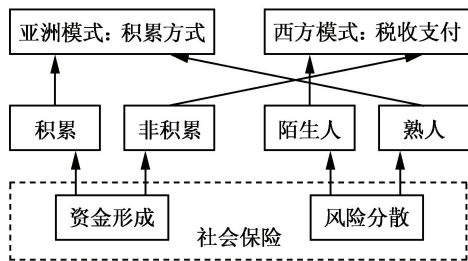 亚洲模式：积累方式
西方模式：税收支付
积累
非积累
陌生人
熟人
资金形成
风险分散
社会保险